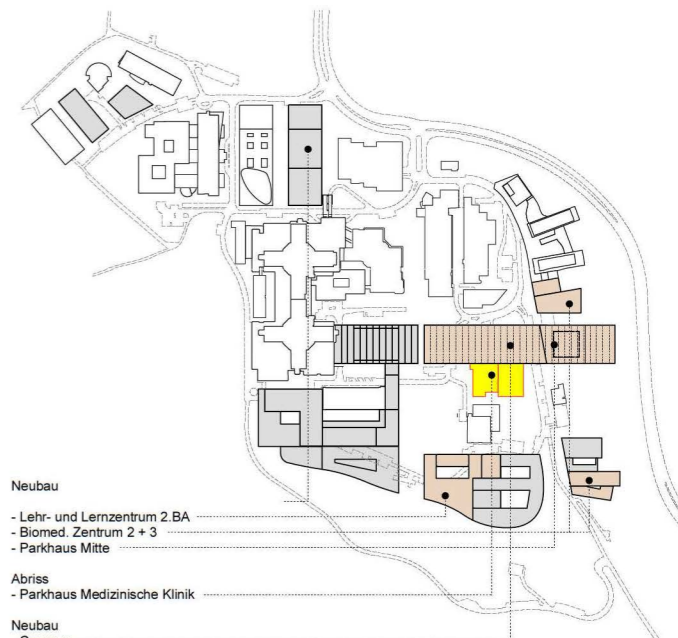 Neubau
- Lehr- und Lernzentrum 2.BA
- Biomed. Zentrum 2 + 3
- Parkhaus Mitte
Abriss
- Parkhaus Medizinische Klinik
Neubau